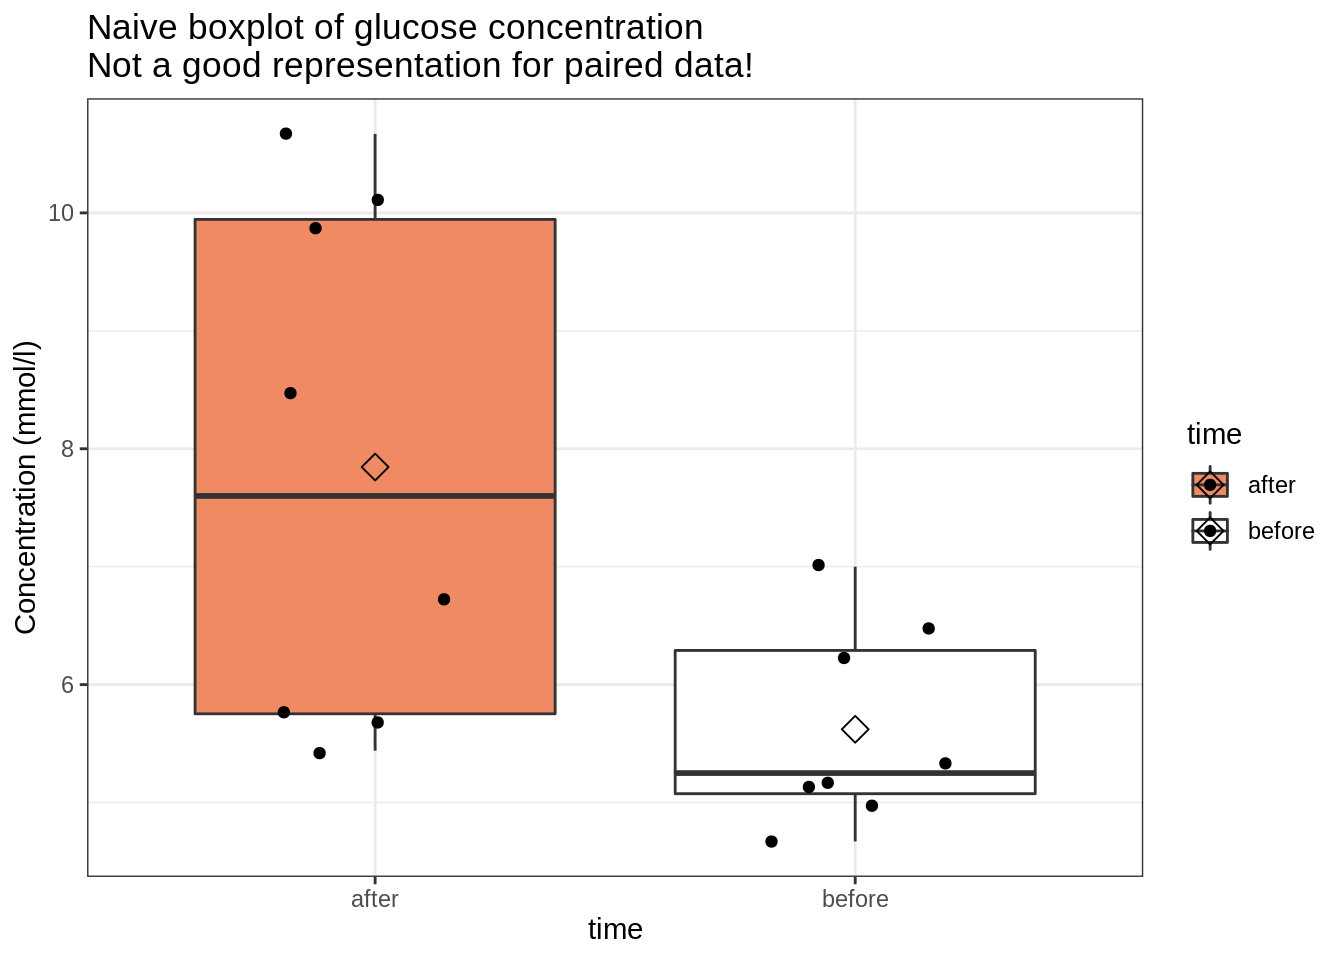 Naive boxplot of glucose concentration
Not a good representation for paired data!
Concentration (mmol/l)
10
8
6
after
before
time
time
after
before